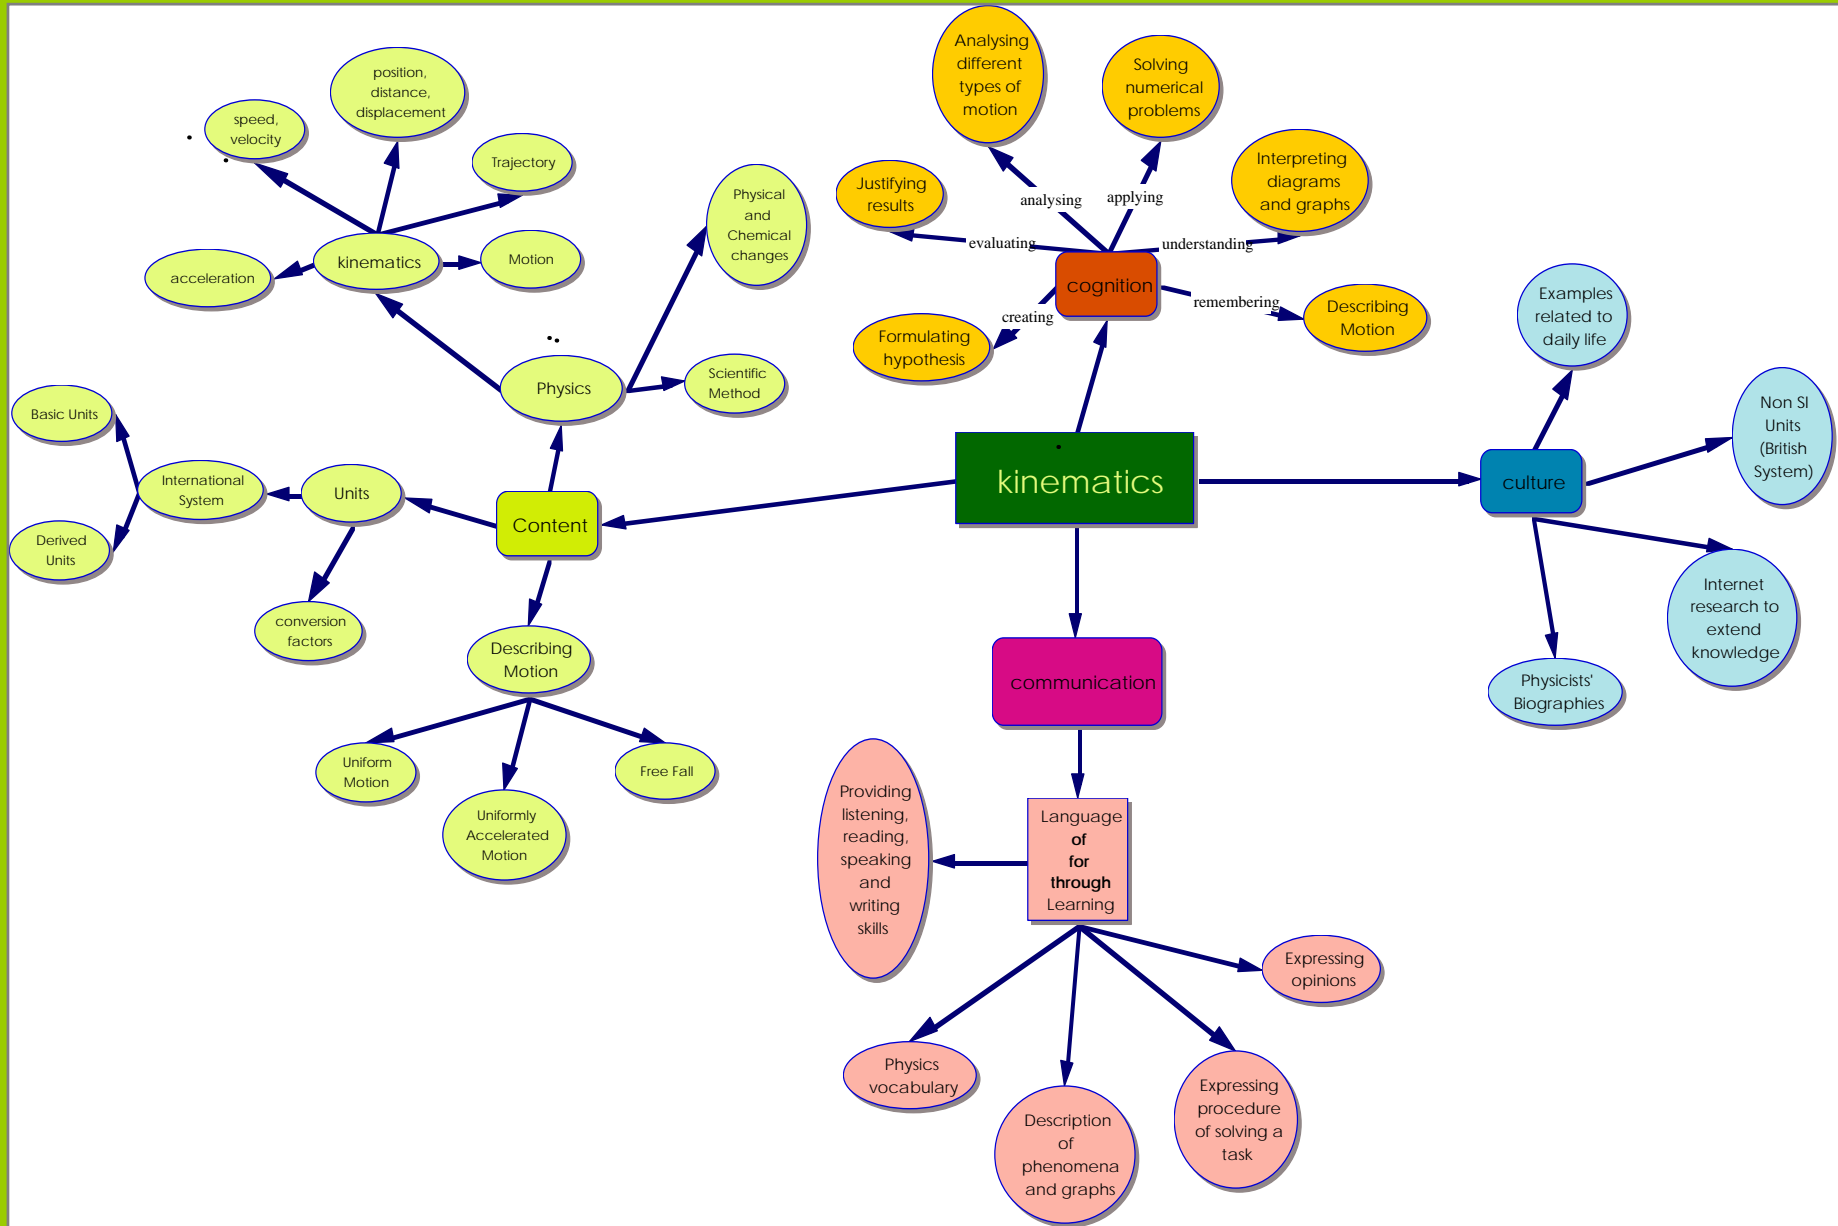 position,
distance,
displacement
speed,
velocity
Trajectory
acceleration
kinematics
Motion
Physical
and
Chemical
changes
Physics
Scientific
Method
Basic Units
International
System
Units
Derived
Units
conversion
factors
Content
Describing
Motion
Uniform
Motion
Uniformly
Accelerated
Motion
Free Fall
Analysing
different
types of
motion
Solving
numerical
problems
Interpreting
diagrams
and graphs
Justifying
results
analysing
applying
evaluating
understanding
cognition
creating
remembering
Formulating
hypothesis
Describing
Motion
kinematics
Examples
related to
daily life
Non SI
Units
(British
System)
culture
Internet
research to
extend
knowledge
Physicists'
Biographies
communication
Language
of
for
through
Learning
Providing
listening,
reading,
speaking
and
writing
skills
Expressing
opinions
Physics
vocabulary
Description
of
phenomena
and graphs
Expressing
procedure
of solving a
task